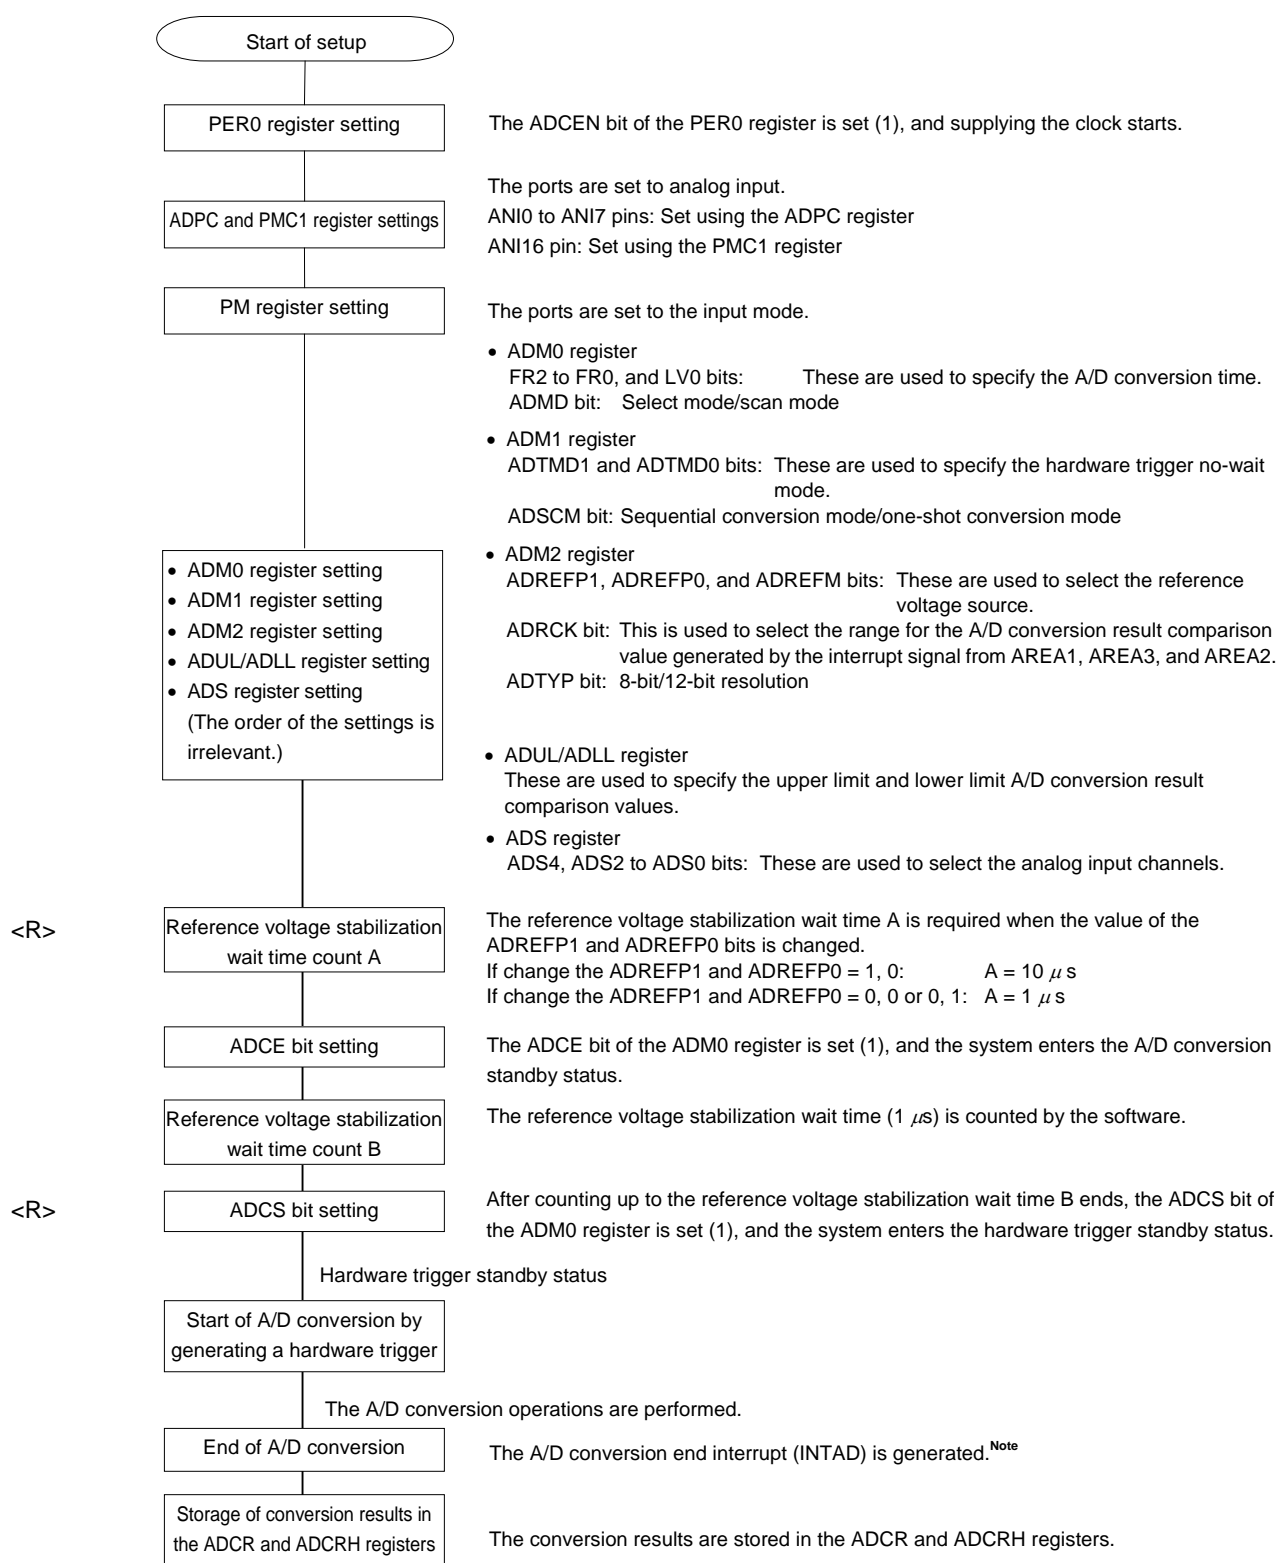 Start of setup
PER0 register setting
The ADCEN bit of the PER0 register is set (1), and supplying the clock starts.
The ports are set to analog input.
ADPC and PMC1 register settings
ANI0 to ANI7 pins: Set using the ADPC register
ANI16 pin: Set using the PMC1 register
PM register setting
The ports are set to the input mode.
• ADM0 register
FR2 to FR0, and LV0 bits: These are used to specify the A/D conversion time.
ADMD bit: Select mode/scan mode
• ADM1 register
ADTMD1 and ADTMD0 bits: These are used to specify the hardware trigger no-wait
mode.
ADSCM bit: Sequential conversion mode/one-shot conversion mode
• ADM0 register setting
• ADM1 register setting
• ADM2 register setting
• ADUL/ADLL register setting
• ADS register setting
(The order of the settings is
irrelevant.)
• ADM2 register
ADREFP1, ADREFP0, and ADREFM bits: These are used to select the reference
voltage source.
ADRCK bit: This is used to select the range for the A/D conversion result comparison
value generated by the interrupt signal from AREA1, AREA3, and AREA2.
ADTYP bit: 8-bit/12-bit resolution
• ADUL/ADLL register
These are used to specify the upper limit and lower limit A/D conversion result
comparison values.
• ADS register
ADS4, ADS2 to ADS0 bits: These are used to select the analog input channels.
<R>
Reference voltage stabilization
wait time count A
The reference voltage stabilization wait time A is required when the value of the
ADREFP1 and ADREFP0 bits is changed.
If change the ADREFP1 and ADREFP0 = 1, 0: A = 10 μ s
If change the ADREFP1 and ADREFP0 = 0, 0 or 0, 1: A = 1 μ s
ADCE bit setting
The ADCE bit of the ADM0 register is set (1), and the system enters the A/D conversion
standby status.
Reference voltage stabilization
wait time count B
The reference voltage stabilization wait time (1 μs) is counted by the software.
<R>
ADCS bit setting
After counting up to the reference voltage stabilization wait time B ends, the ADCS bit of
the ADM0 register is set (1), and the system enters the hardware trigger standby status.
Hardware trigger standby status
Start of A/D conversion by
generating a hardware trigger
The A/D conversion operations are performed.
End of A/D conversion
The A/D conversion end interrupt (INTAD) is generated.Note
Storage of conversion results in
the ADCR and ADCRH registers
The conversion results are stored in the ADCR and ADCRH registers.